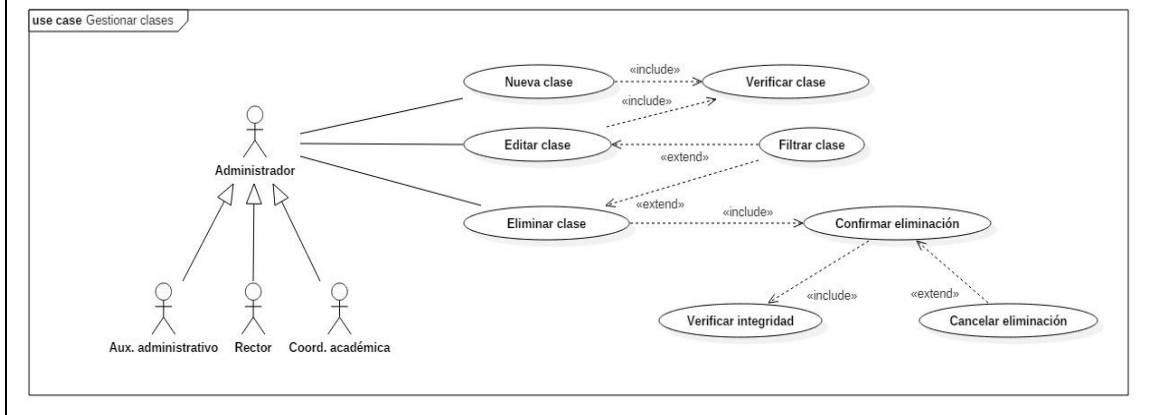 use case Gestionar clases
Nueva clase
«include»
Verificar clase
«include»
Editar clase
Filtrar clase
«extend»
Administrador
«extend»
Eliminar clase
«include»
Confirmar eliminación
«include»
«extend»
Verificar integridad
Cancelar eliminación
Aux. administrativo
Rector
Coord. académica